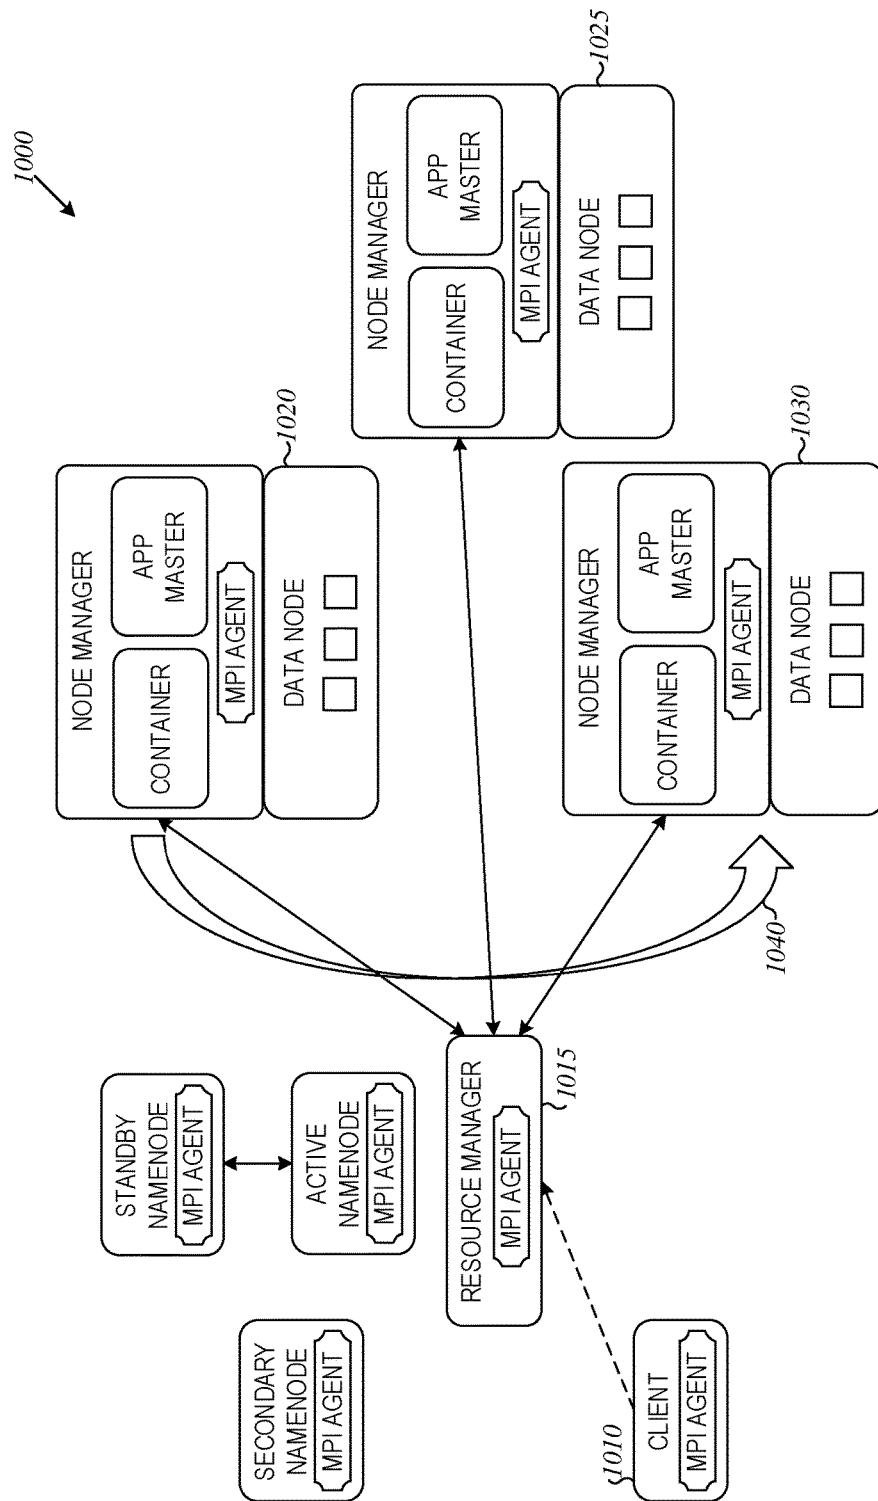 1000
SECONDARY
NAMENODE
MPI AGENT
STANDBY
NAMENODE
MPI AGENT
ACTIVE
NAMENODE
MPI AGENT
CLIENT
MPI AGENT
1010
RESOURCE MANAGER
MPI AGENT
1015
NODE MANAGER
CONTAINER
APP
MASTER
MPI AGENT
DATA NODE
1020
NODE MANAGER
CONTAINER
APP
MASTER
MPI AGENT
DATA NODE
1025
NODE MANAGER
CONTAINER
APP
MASTER
MPI AGENT
DATA NODE
1030
1040